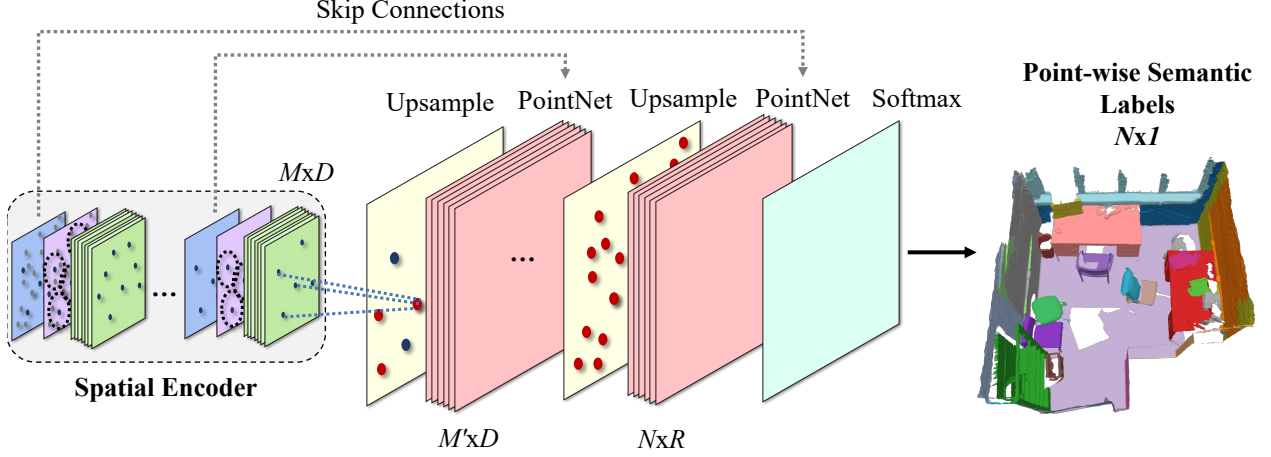 Skip Connections
Upsample
PointNet
Upsample
PointNet
Softmax
Point-wise Semantic
Labels
Nx1
MxD
...
...
Spatial Encoder
M'xD
NxR